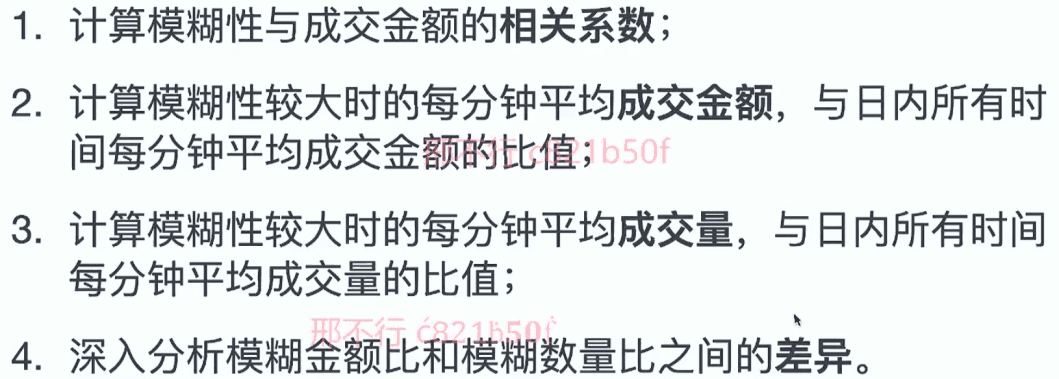 1. 计算模糊性与成交金额的相关系数；
2. 计算模糊性较大时的每分钟平均成交金额，与日内所有时
间每分钟平均成交金额的比值；
邢不行 c821b50f
3. 计算模糊性较大时的每分钟平均成交量，与日内所有时间
每分钟平均成交量的比值；
邢不行 c821b50f
4. 深入分析模糊金额比和模糊数量比之间的差异。